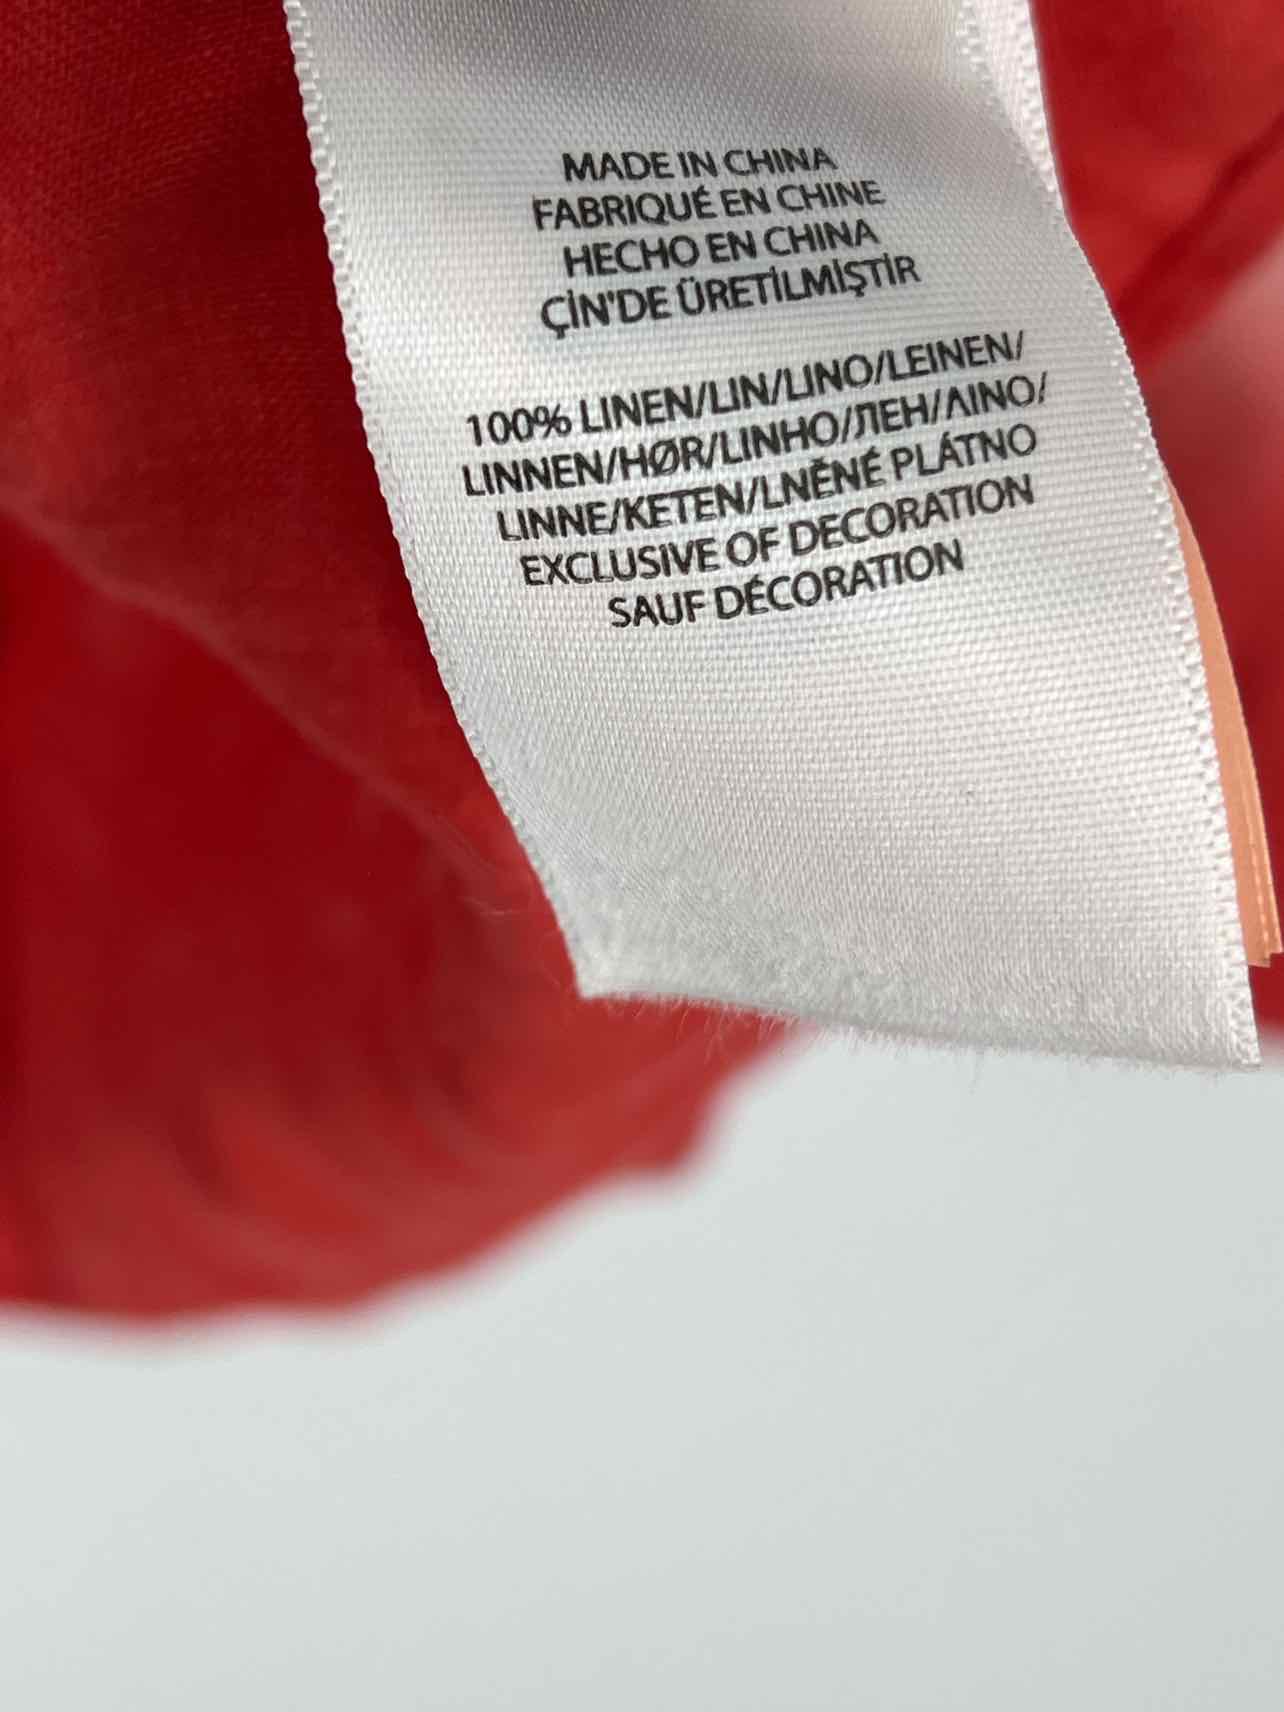 MADE IN CHINA
FABRIQUÉ EN CHINE
HECHO EN CHINA
ÇİN'DE ÜRETİLMİŞTİR
100% LINEN/LIN/LINO/LEINEN/
LINNEN/HØR/LINHO/ЛЕН/ΛΙΝΟ/
LINNE/KETEN/LNĚNÉ PLÁTNO
EXCLUSIVE OF DECORATION
SAUF DÉCORATION